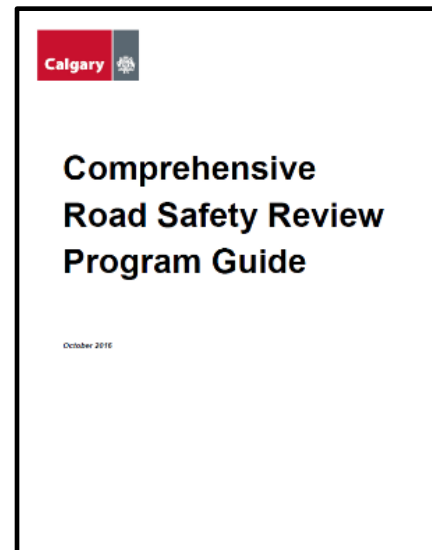 Calgary
Comprehensive
Road Safety Review
Program Guide
October 2016